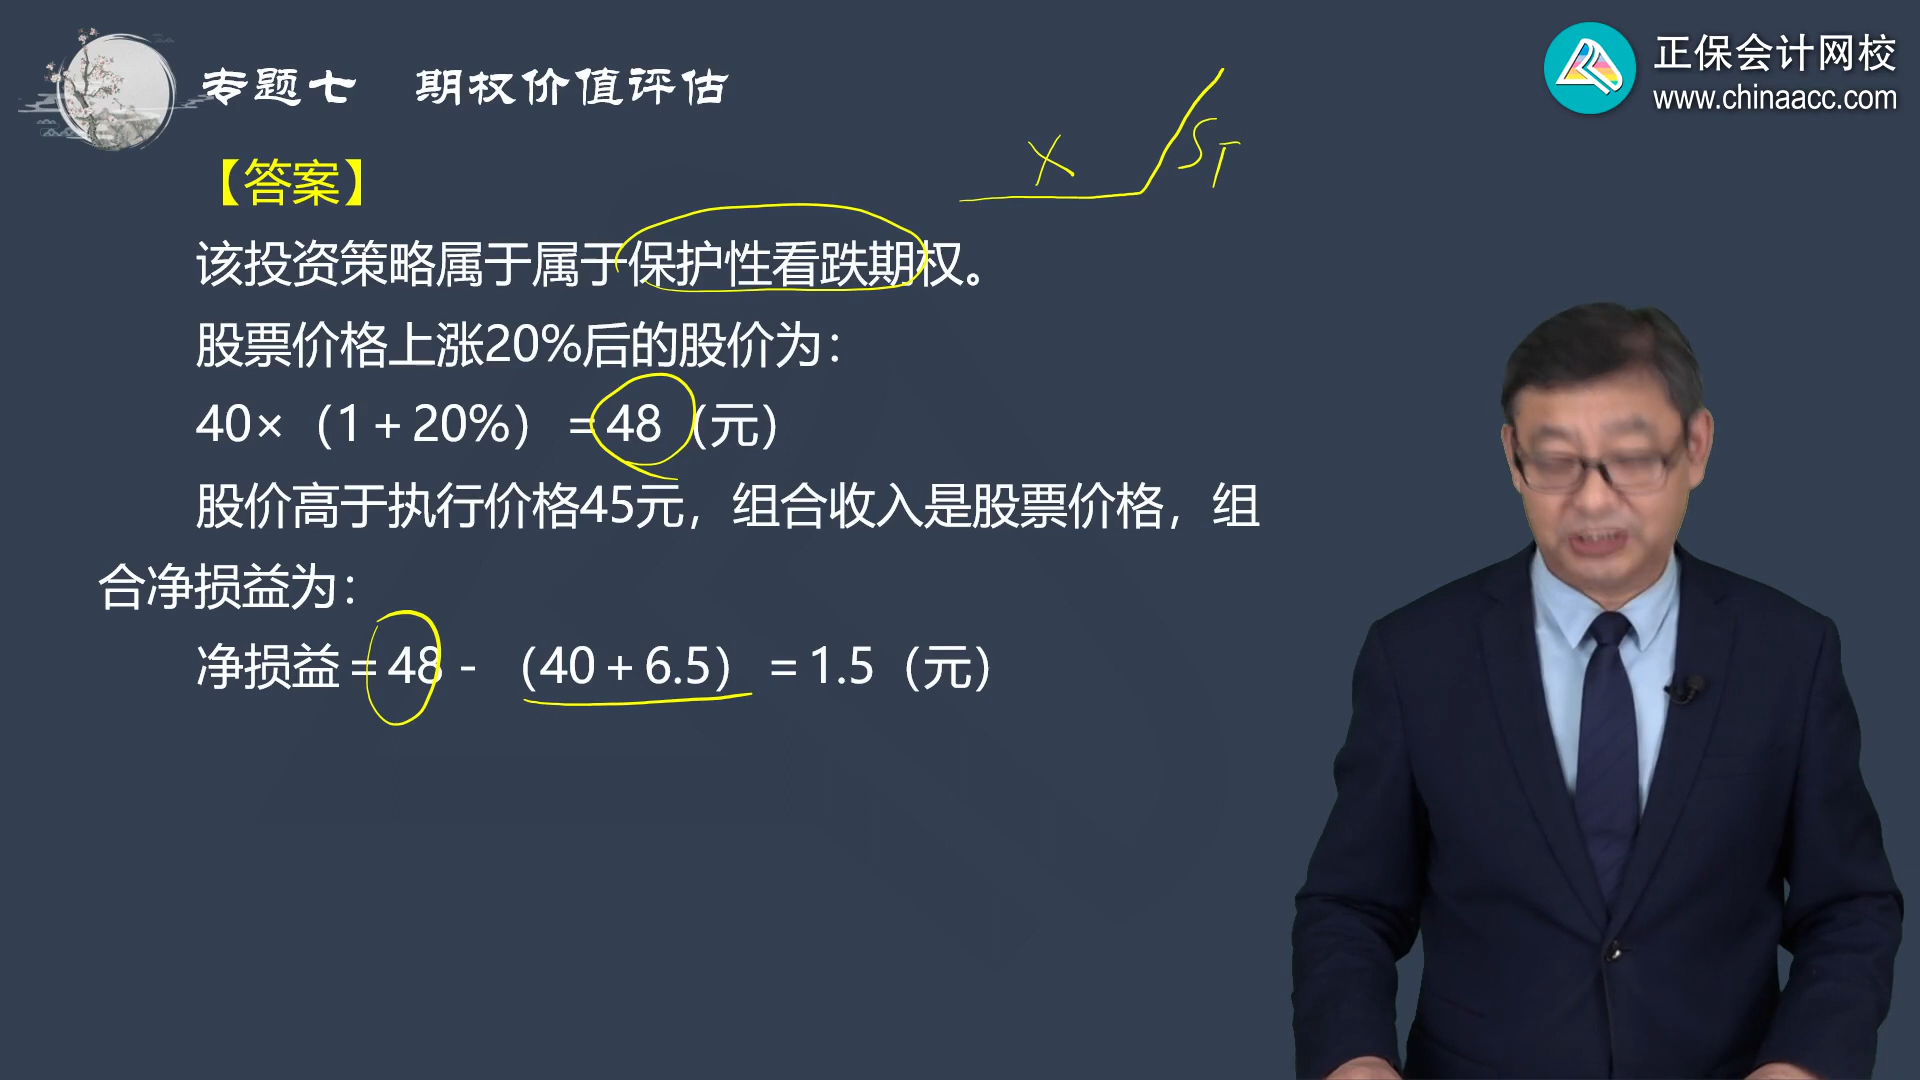 正保会计网校
www.chinaacc.com
专题七 期权价值评估
X
ST
【答案】
该投资策略属于属于保护性看跌期权。
股票价格上涨20%后的股价为：
40×（1＋20%）＝48（元）
股价高于执行价格45元，组合收入是股票价格，组
合净损益为：
净损益＝48－（40＋6.5）＝1.5（元）